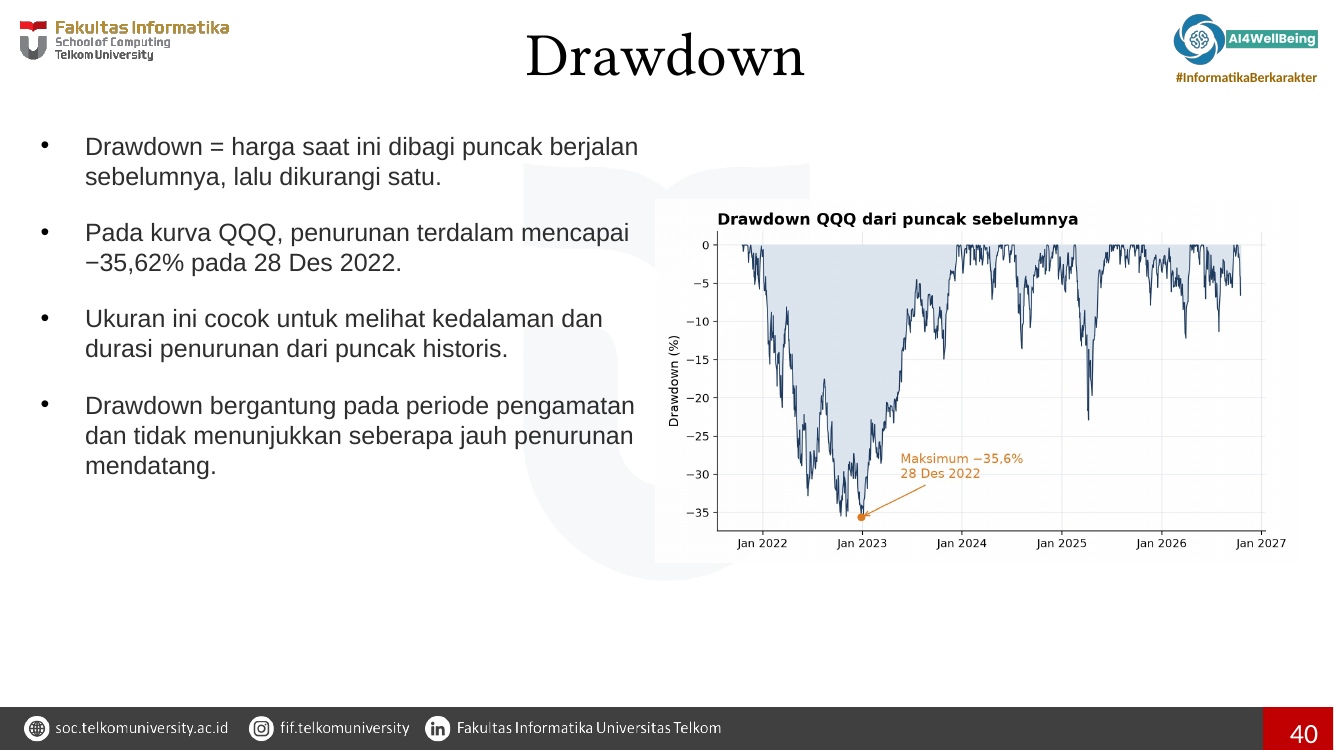 Fakultas Informatika
School of Computing
Telkom University
Drawdown
AI4WellBeing
#InformatikaBerkarakter
• Drawdown = harga saat ini dibagi puncak berjalan
sebelumnya, lalu dikurangi satu.
• Pada kurva QQQ, penurunan terdalam mencapai
−35,62% pada 28 Des 2022.
• Ukuran ini cocok untuk melihat kedalaman dan
durasi penurunan dari puncak historis.
• Drawdown bergantung pada periode pengamatan
dan tidak menunjukkan seberapa jauh penurunan
mendatang.
Drawdown QQQ dari puncak sebelumnya
Drawdown (%)
0
−5
−10
−15
−20
−25
−30
−35
Maksimum −35,6%
28 Des 2022
Jan 2022 Jan 2023 Jan 2024 Jan 2025 Jan 2026 Jan 2027
soc.telkomuniversity.ac.id fif.telkomuniversity in Fakultas Informatika Universitas Telkom
40